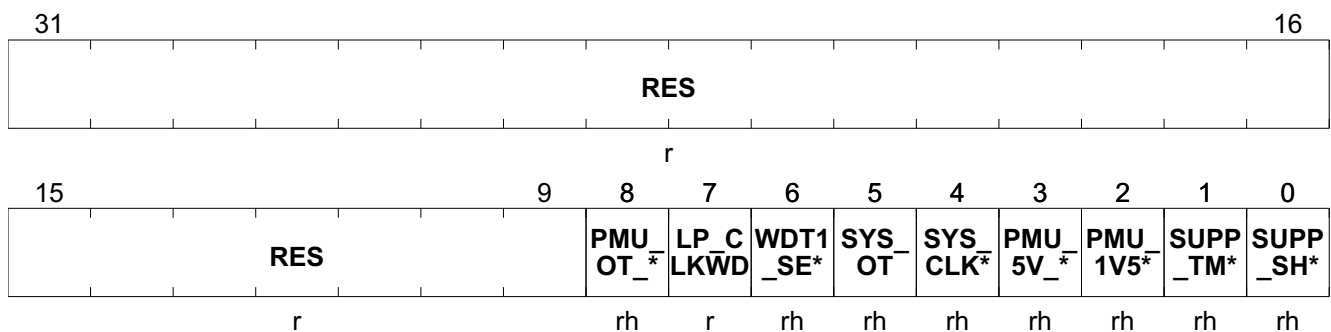 31 16
RES
r
15 9 8 7 6 5 4 3 2 1 0
RES PMU_ LP_C WDT1 SYS_ SYS_ PMU_ PMU_ SUPP SUPP
OT_* LKWD _SE* OT CLK* 5V_* 1V5* _TM* _SH*
r rh r rh rh rh rh rh rh rh